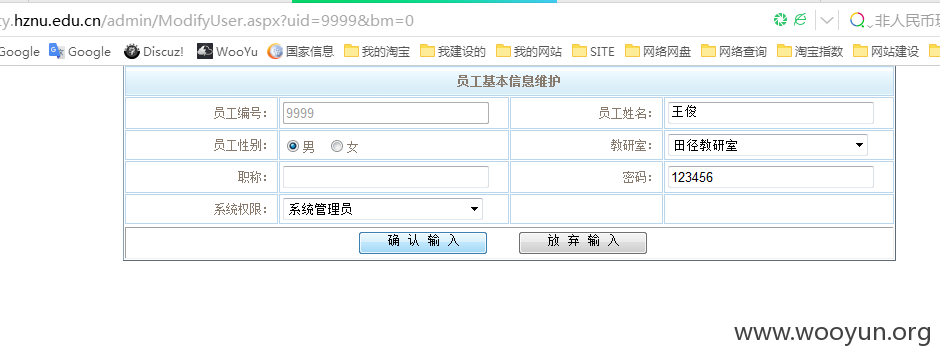 ty.hznu.edu.cn/admin/ModifyUser.aspx?uid=9999&bm=0 非人民币玩
Google Google Discuz! WooYu 国家信息 我的淘宝 我建设的 我的网站 SITE 网络网盘 网络查询 淘宝指数 网站建设
员工基本信息维护
员工编号: 9999 员工姓名: 王俊
员工性别: 男 女 教研室: 田径教研室
职称: 密码: 123456
系统权限: 系统管理员
确 认 输 入 放 弃 输 入
www.wooyun.org